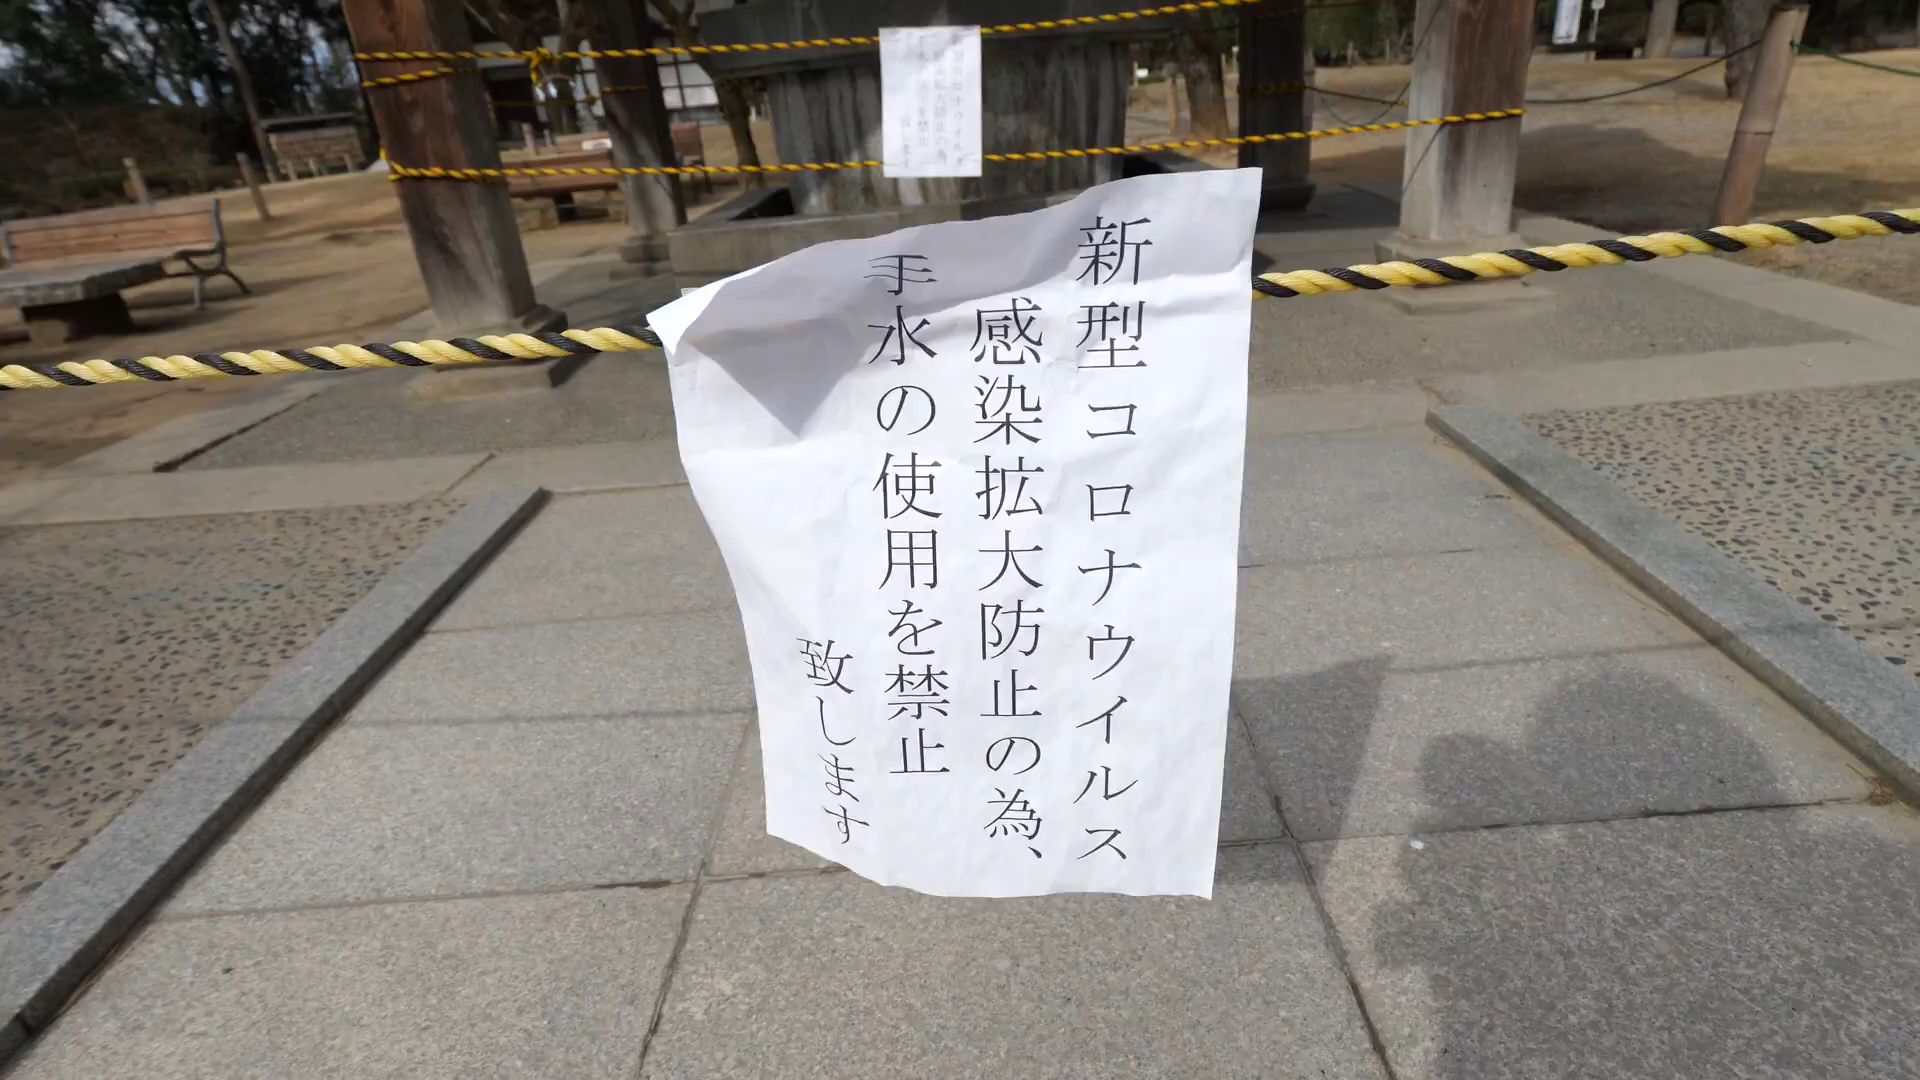 新型コロナウイルス
感染拡大防止の為、
手水の使用を禁止
致します